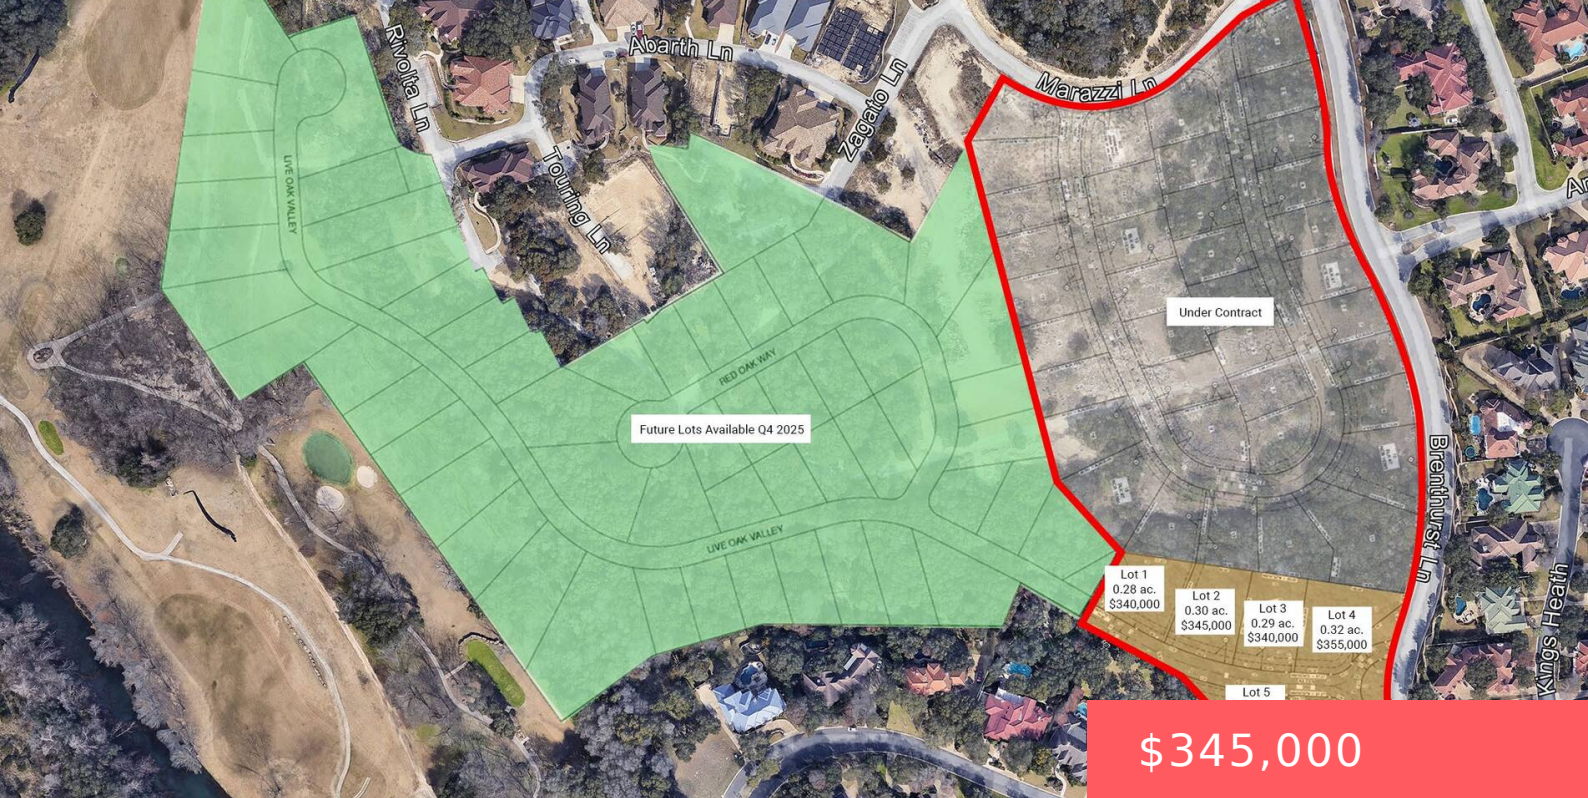 Rivolta Ln
Abarth Ln
Zagato Ln
Marazzi Ln
Touring Ln
LIVE OAK VALLEY
Under Contract
RED OAK WAY
Future Lots Available Q4 2025
LIVE OAK VALLEY
Brenthurst Ln
Kings Heath
Lot 1
0.28 ac.
$340,000
Lot 2
0.30 ac.
$345,000
Lot 3
0.29 ac.
$340,000
Lot 4
0.32 ac.
$355,000
Lot 5
$345,000